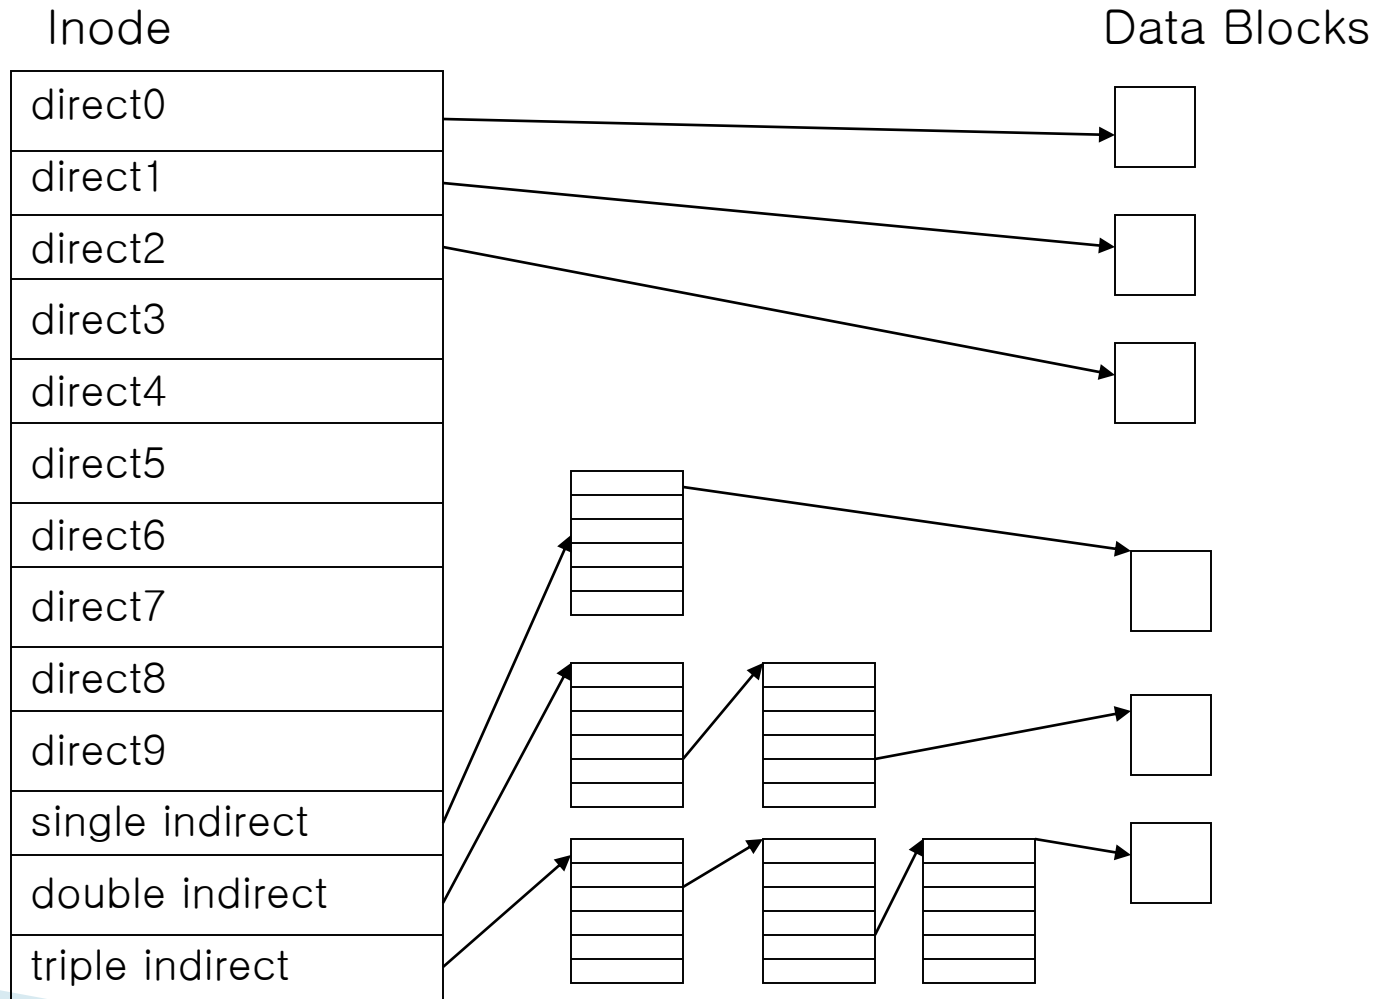 Inode
Data Blocks
direct0
direct1
direct2
direct3
direct4
direct5
direct6
direct7
direct8
direct9
single indirect
double indirect
triple indirect